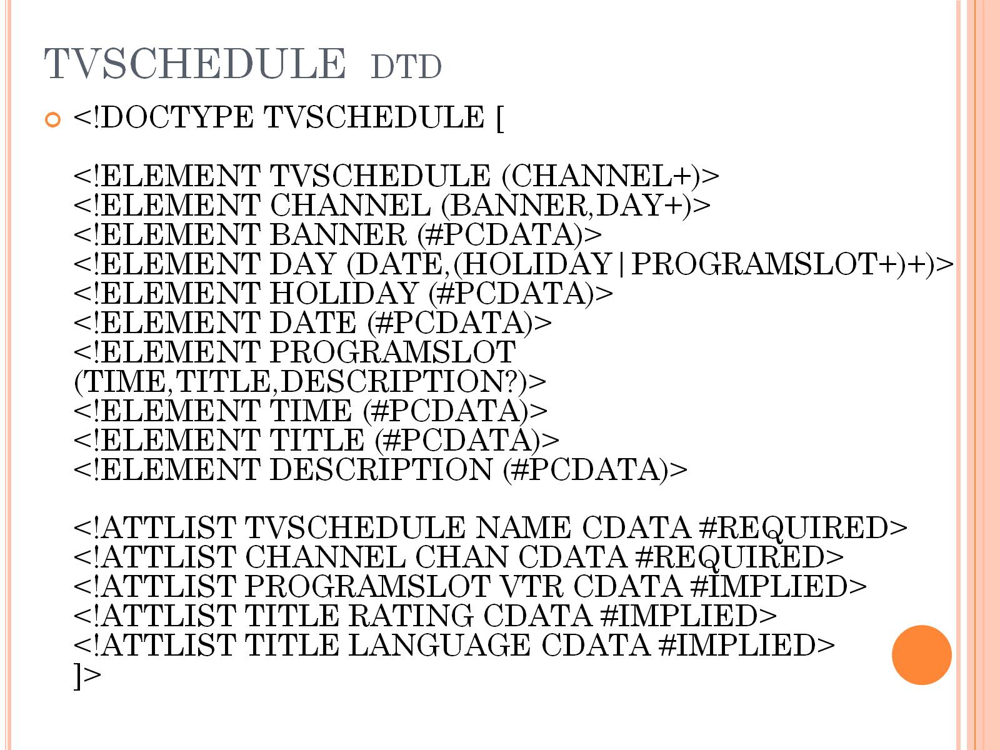 TVSCHEDULE DTD
<!DOCTYPE TVSCHEDULE [
<!ELEMENT TVSCHEDULE (CHANNEL+)>
<!ELEMENT CHANNEL (BANNER,DAY+)>
<!ELEMENT BANNER (#PCDATA)>
<!ELEMENT DAY (DATE,(HOLIDAY|PROGRAMSLOT+)+)>
<!ELEMENT HOLIDAY (#PCDATA)>
<!ELEMENT DATE (#PCDATA)>
<!ELEMENT PROGRAMSLOT
(TIME,TITLE,DESCRIPTION?)>
<!ELEMENT TIME (#PCDATA)>
<!ELEMENT TITLE (#PCDATA)>
<!ELEMENT DESCRIPTION (#PCDATA)>
<!ATTLIST TVSCHEDULE NAME CDATA #REQUIRED>
<!ATTLIST CHANNEL CHAN CDATA #REQUIRED>
<!ATTLIST PROGRAMSLOT VTR CDATA #IMPLIED>
<!ATTLIST TITLE RATING CDATA #IMPLIED>
<!ATTLIST TITLE LANGUAGE CDATA #IMPLIED>
]>